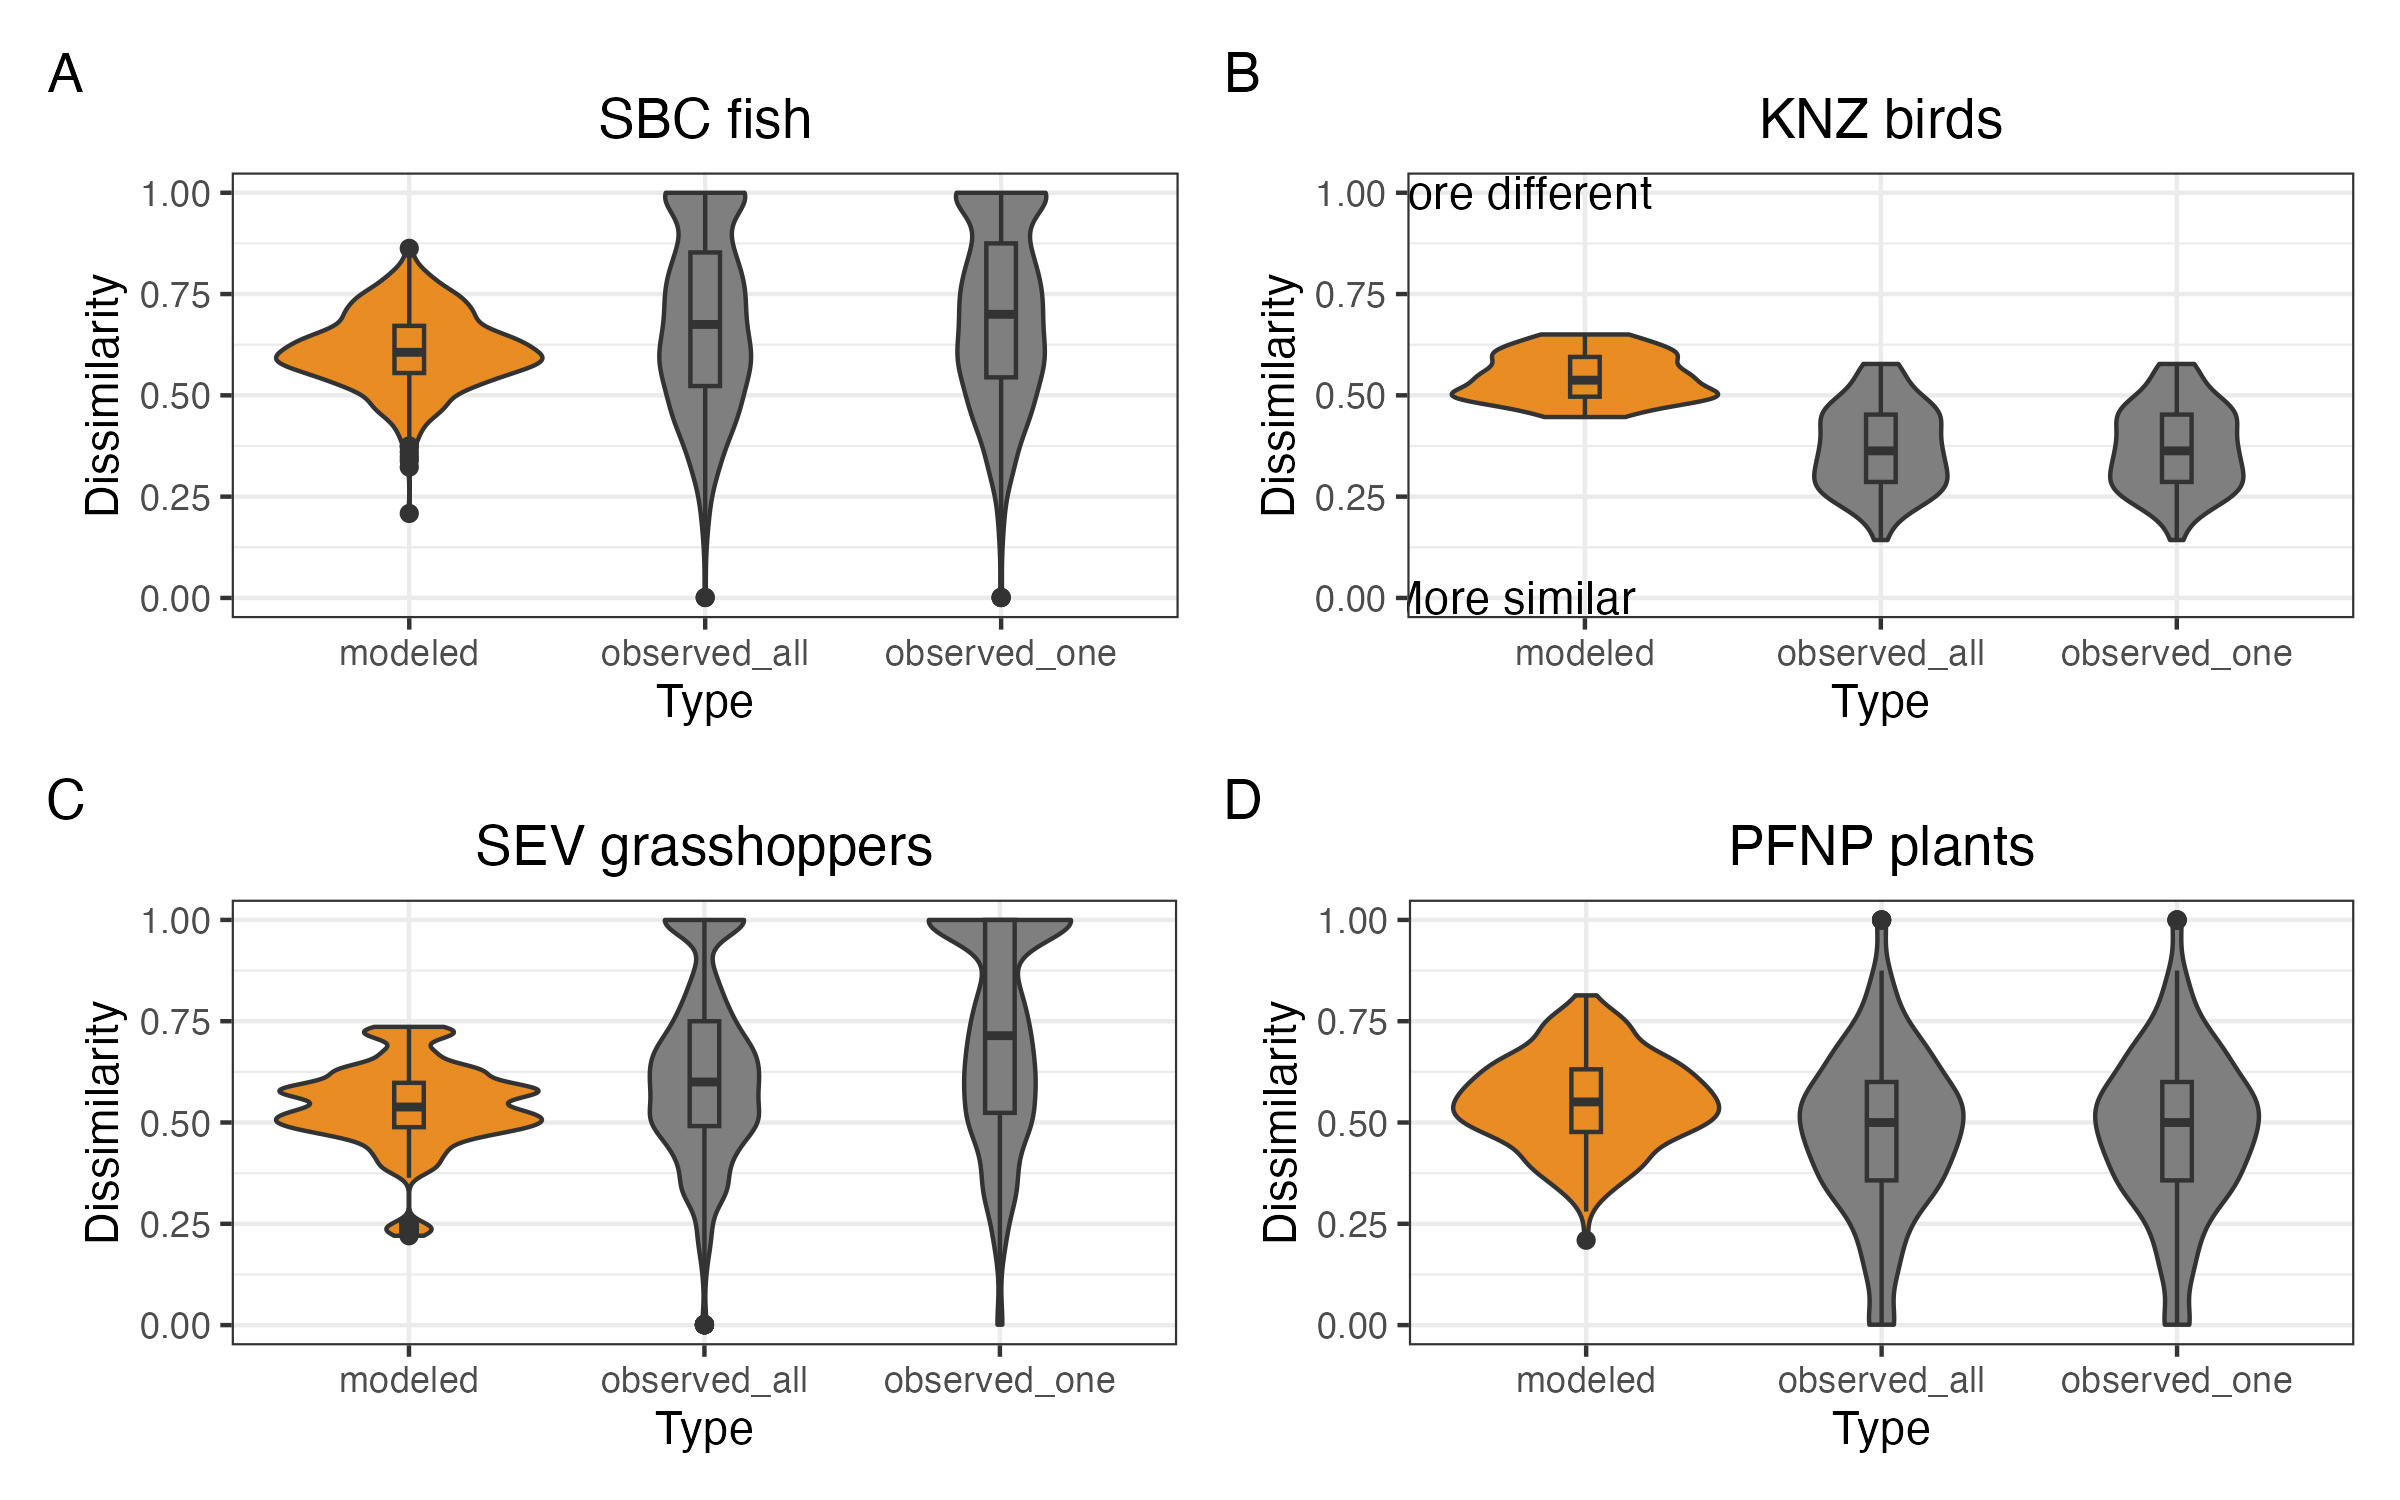 A
SBC fish
Dissimilarity
1.00
0.75
0.50
0.25
0.00
modeled observed_all observed_one
Type
B
KNZ birds
Dissimilarity
1.00
0.75
0.50
0.25
0.00
ore different
More similar
modeled observed_all observed_one
Type
C
SEV grasshoppers
Dissimilarity
1.00
0.75
0.50
0.25
0.00
modeled observed_all observed_one
Type
D
PFNP plants
Dissimilarity
1.00
0.75
0.50
0.25
0.00
modeled observed_all observed_one
Type